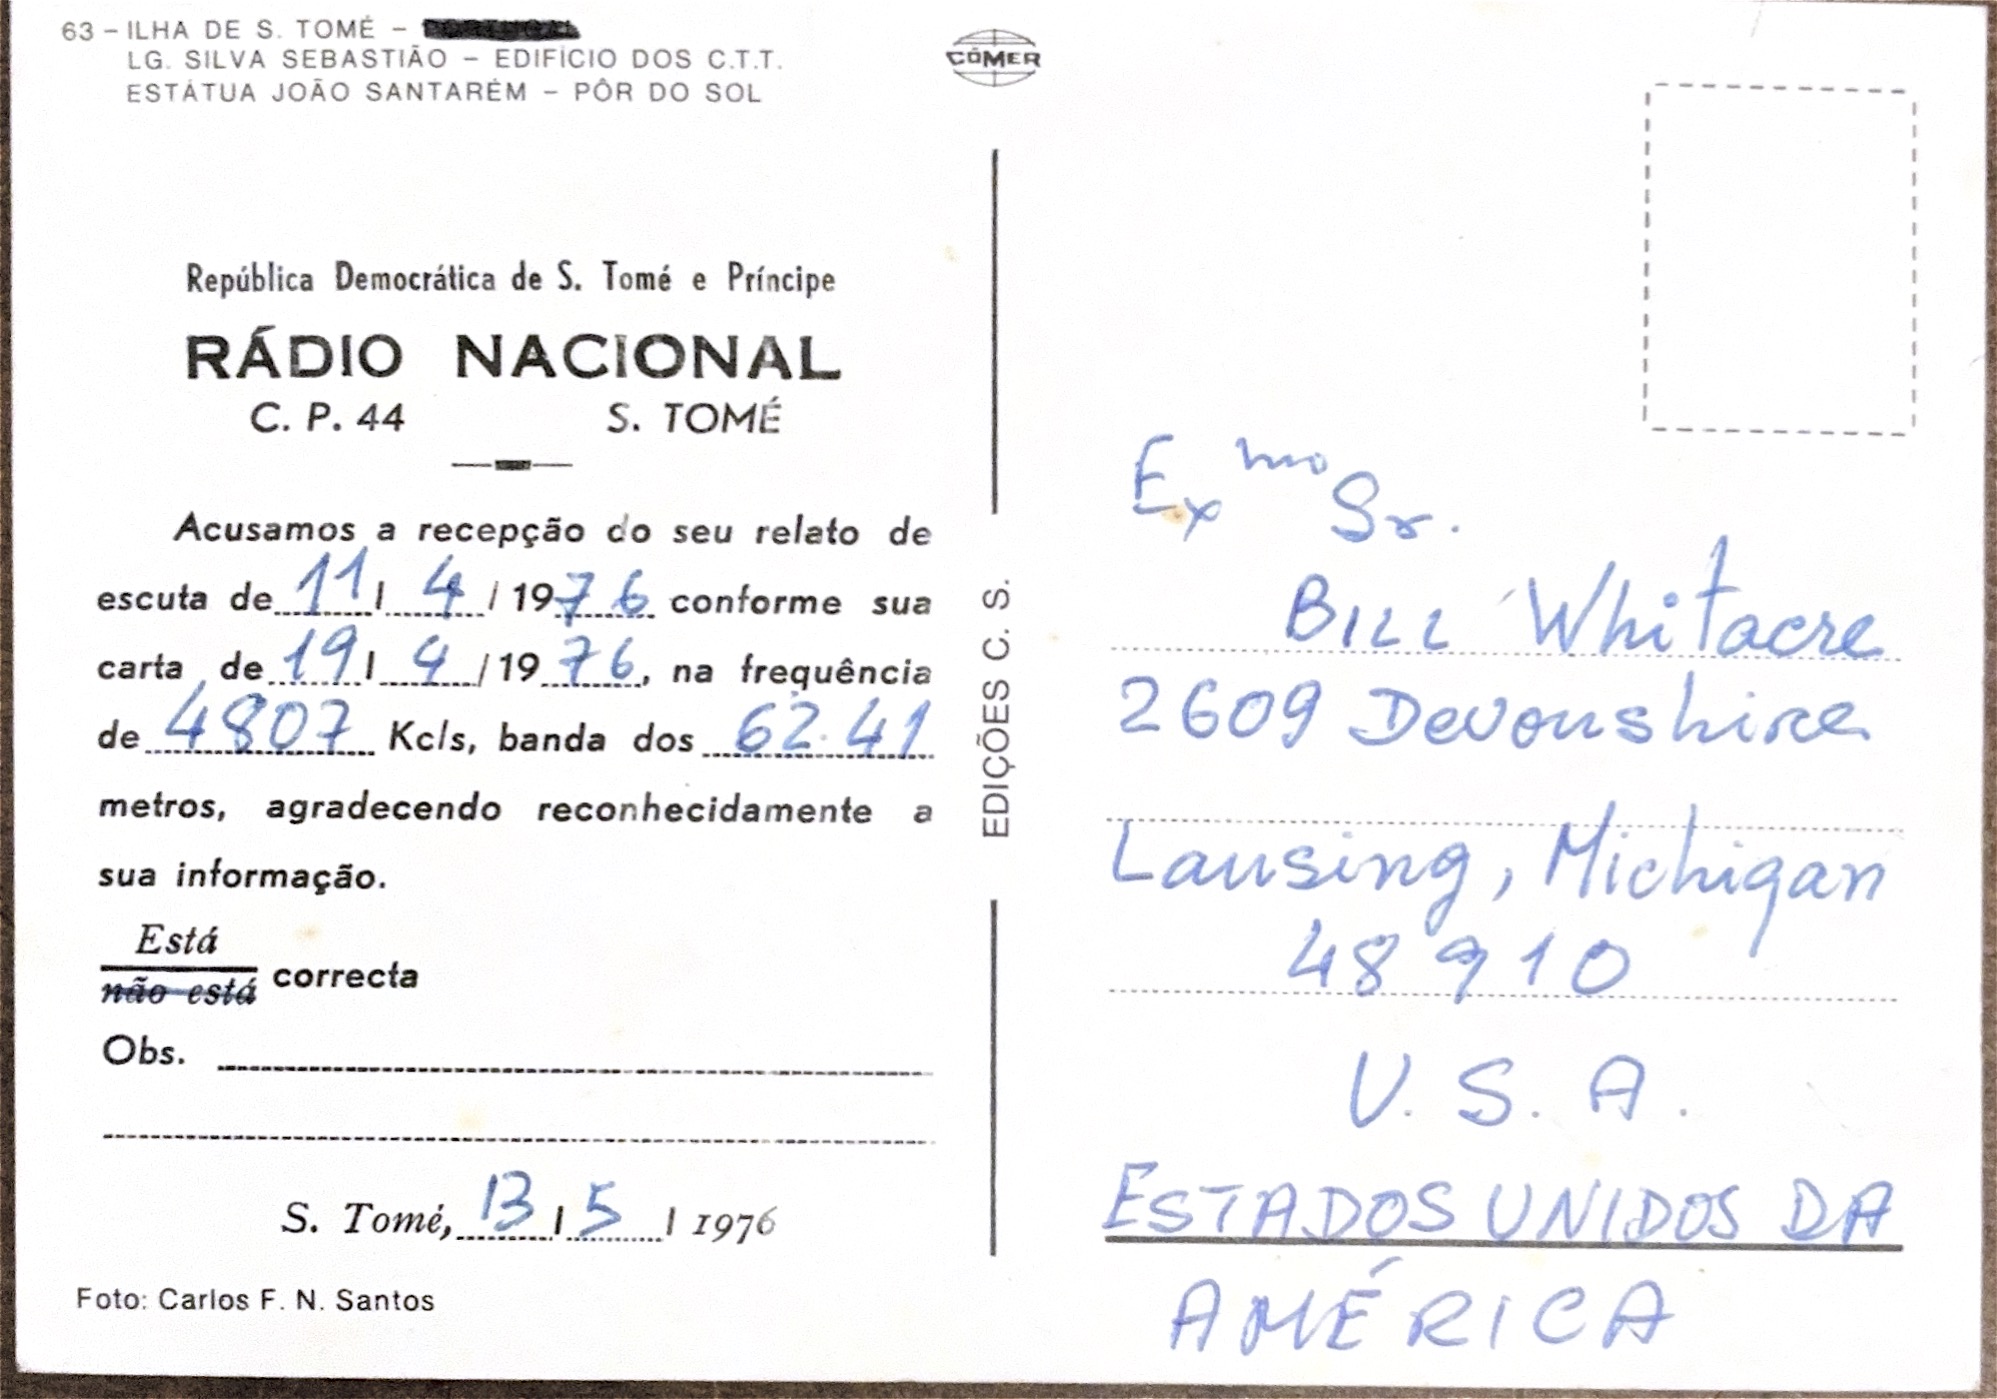 63 – ILHA DE S. TOMÉ –
LG. SILVA SEBASTIÃO – EDIFÍCIO DOS C.T.T.
ESTÁTUA JOÃO SANTARÉM – PÔR DO SOL
CÓMER
República Democrática de S. Tomé e Príncipe
RÁDIO NACIONAL
C. P. 44 S. TOMÉ
Acusamos a recepção do seu relato de
escuta de 11 / 4 / 1976 conforme sua
carta de 19 / 4 / 1976, na frequência
de 4807 Kcls, banda dos 62.41
metros, agradecendo reconhecidamente a
sua informação.
Está
não está correcta
Obs.
S. Tomé, 13 / 5 / 1976
Foto: Carlos F. N. Santos
EDIÇÕES C. S.
Exmo Sr.
BILL Whitacre
2609 Devonshire
Lansing, Michigan
48910
U. S. A.
ESTADOS UNIDOS DA
AMÉRICA